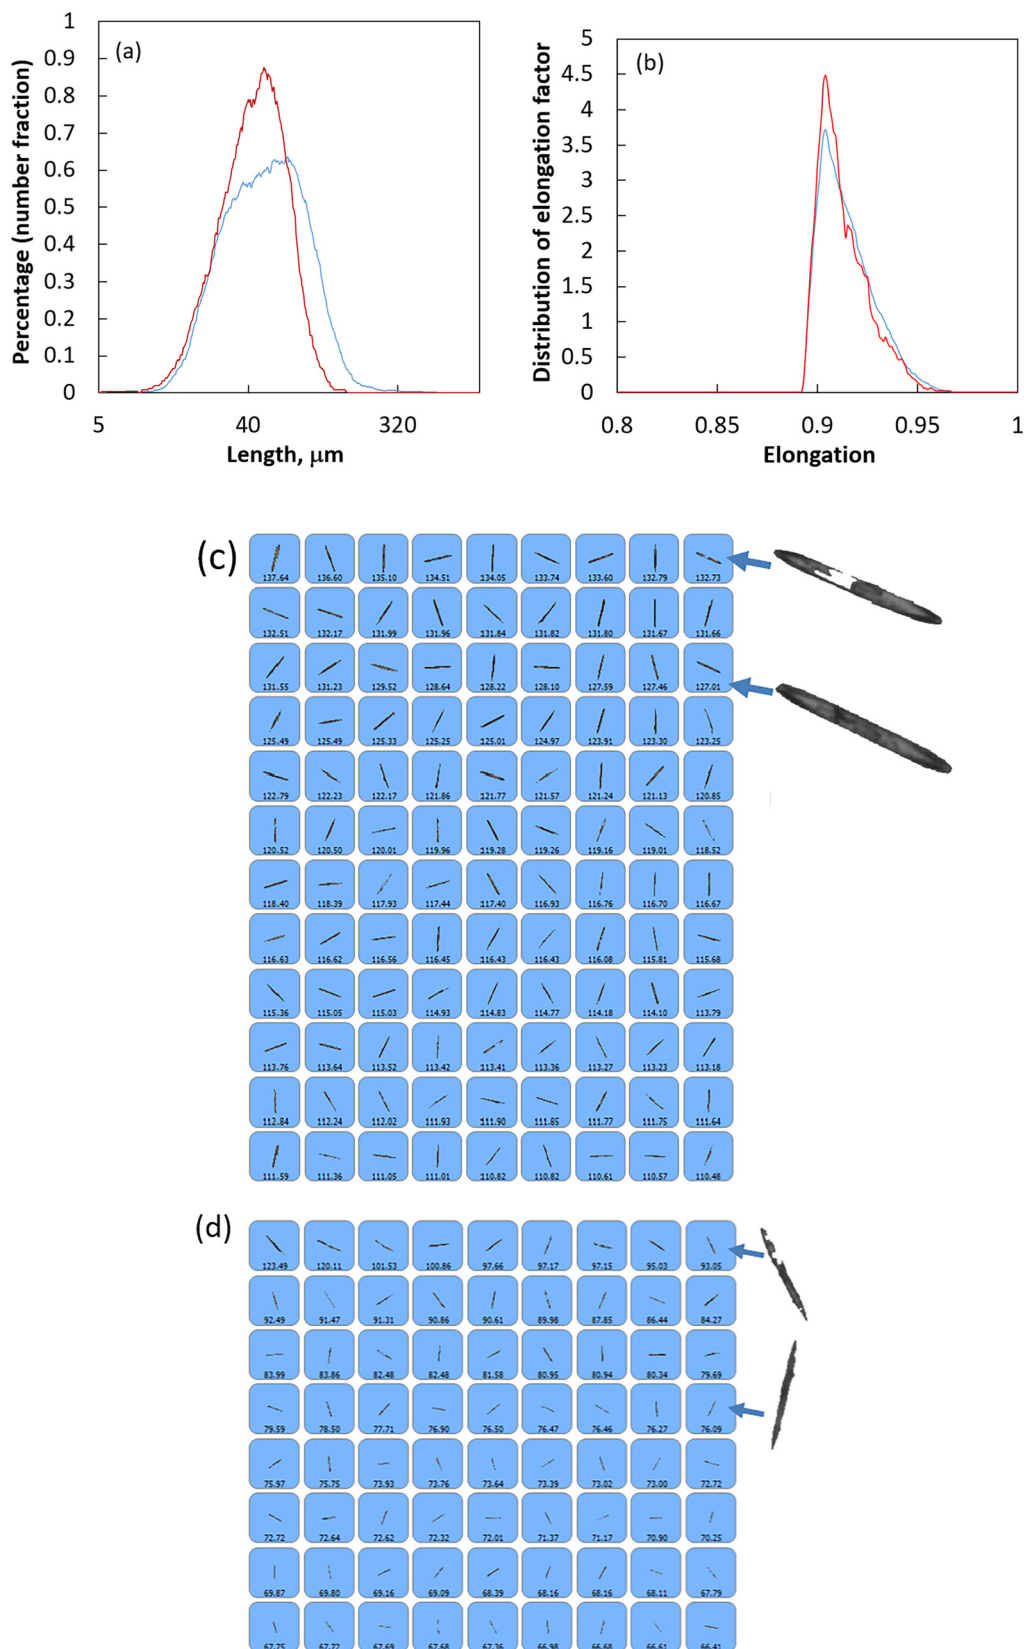 (a)
Percentage (number fraction)
1
0.9
0.8
0.7
0.6
0.5
0.4
0.3
0.2
0.1
0
5 40 320
Length, μm
(b)
Distribution of elongation factor
5
4.5
4
3.5
3
2.5
2
1.5
1
0.5
0
0.8 0.85 0.9 0.95 1
Elongation
(c)
137.64 136.60 135.10 134.51 134.05 133.74 133.60 132.79 132.73
132.51 132.17 131.99 131.96 131.84 131.82 131.80 131.67 131.66
131.55 131.23 129.52 128.64 128.22 128.10 127.59 127.46 127.01
125.49 125.49 125.33 125.25 125.01 124.97 123.91 123.30 123.25
122.79 122.23 122.17 121.86 121.77 121.57 121.24 121.13 120.85
120.52 120.50 120.01 119.96 119.28 119.26 119.16 119.01 118.52
118.40 118.39 117.93 117.44 117.40 116.93 116.76 116.70 116.67
116.63 116.62 116.56 116.45 116.43 116.43 116.08 115.81 115.68
115.36 115.05 115.03 114.93 114.83 114.77 114.18 114.10 113.79
113.76 113.64 113.52 113.42 113.41 113.36 113.27 113.23 113.18
112.84 112.24 112.02 111.93 111.90 111.85 111.77 111.75 111.64
111.59 111.36 111.05 111.01 110.82 110.82 110.61 110.57 110.48
(d)
123.49 120.11 101.53 100.86 97.66 97.17 97.15 95.03 93.05
92.49 91.47 91.31 90.86 90.61 89.98 87.85 86.44 84.27
83.99 83.86 82.48 82.48 81.58 80.95 80.94 80.34 79.69
79.59 78.50 77.71 76.90 76.50 76.47 76.46 76.27 76.09
75.97 75.75 73.93 73.76 73.64 73.39 73.02 73.00 72.72
72.72 72.64 72.62 72.32 72.01 71.37 71.17 70.90 70.25
69.87 69.80 69.16 69.09 68.39 68.16 68.16 68.11 67.79
67.75 67.72 67.69 67.68 67.36 66.98 66.68 66.61 66.41